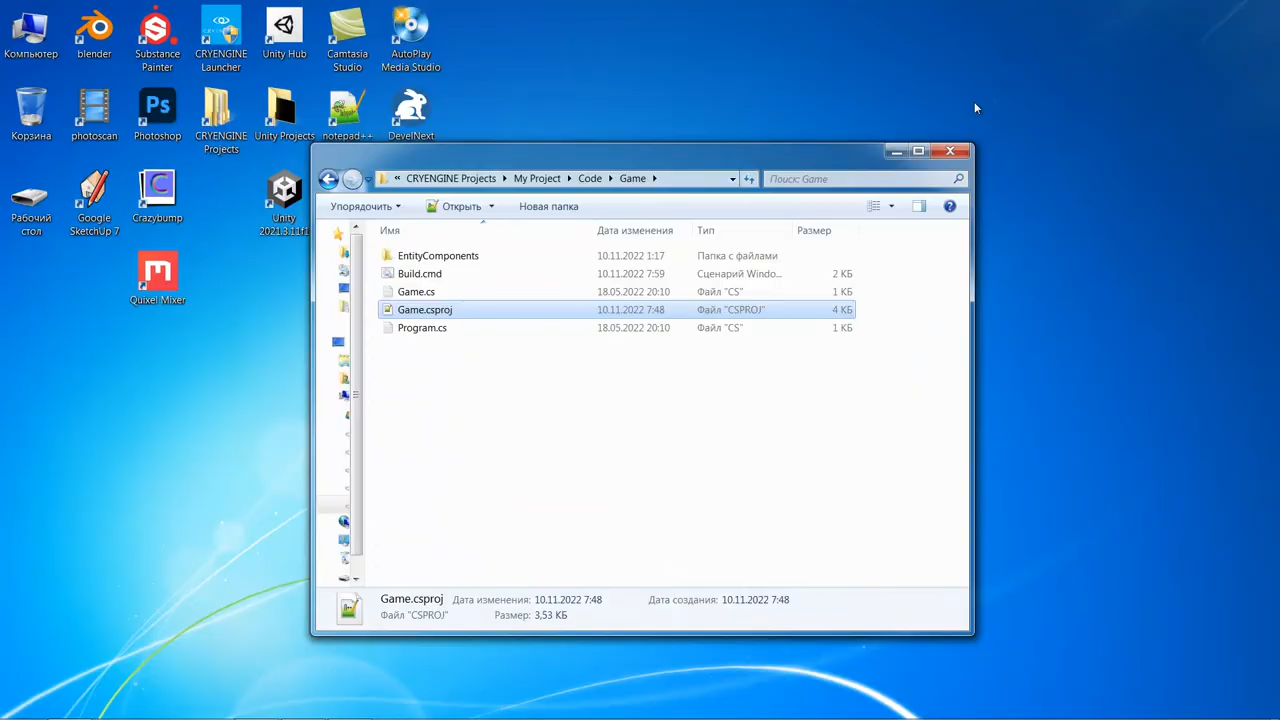 Компьютер
blender
Substance Painter
CRYENGINE Launcher
Unity Hub
Camtasia Studio
AutoPlay Media Studio
Корзина
photoscan
Photoshop
CRYENGINE Projects
Unity Projects
notepad++
DevelNext
Рабочий стол
Google SketchUp 7
Crazybump
Unity 2021.3.11f1
Quixel Mixer
« CRYENGINE Projects My Project Code Game
Поиск: Game
Упорядочить Открыть Новая папка
Имя Дата изменения Тип Размер
EntityComponents 10.11.2022 1:17 Папка с файлами
Build.cmd 10.11.2022 7:59 Сценарий Windo... 2 КБ
Game.cs 18.05.2022 20:10 Файл "CS" 1 КБ
Game.csproj 10.11.2022 7:48 Файл "CSPROJ" 4 КБ
Program.cs 18.05.2022 20:10 Файл "CS" 1 КБ
Game.csproj Дата изменения: 10.11.2022 7:48 Дата создания: 10.11.2022 7:48
Файл "CSPROJ" Размер: 3,53 КБ